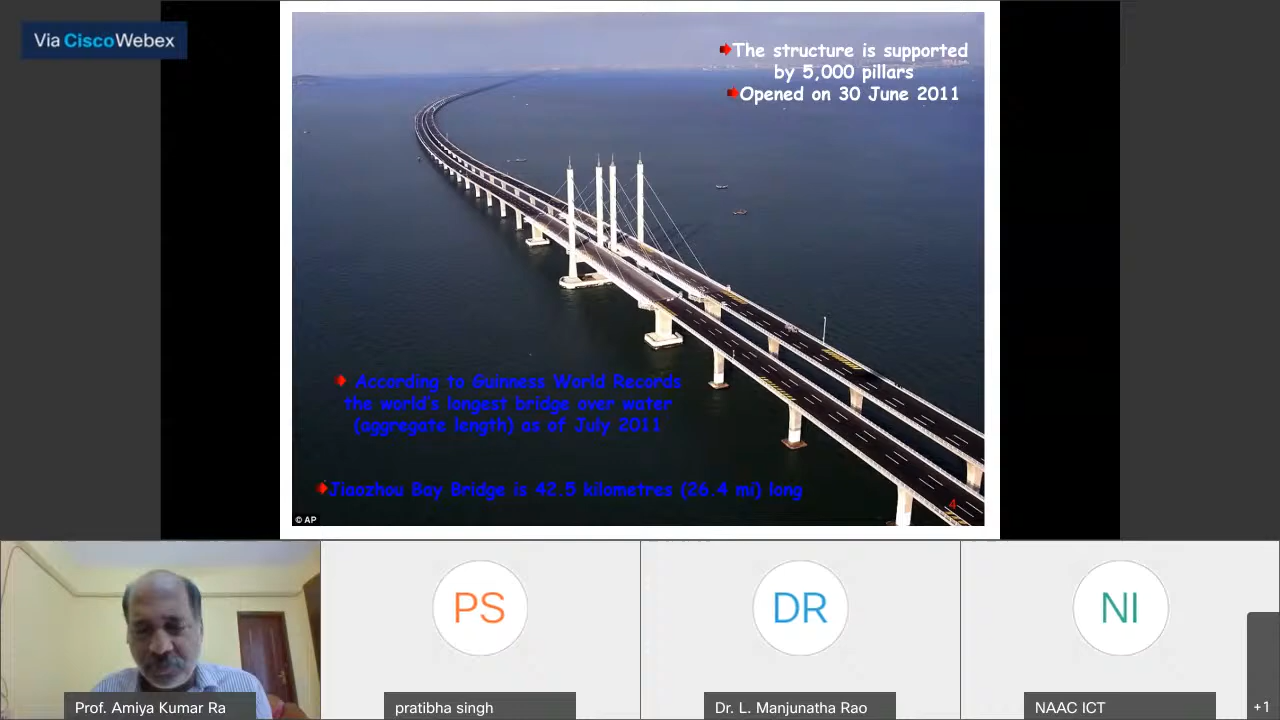 Via Cisco Webex
The structure is supported
by 5,000 pillars
Opened on 30 June 2011
According to Guinness World Records
the world's longest bridge over water
(aggregate length) as of July 2011
Jiaozhou Bay Bridge is 42.5 kilometres (26.4 mi) long
4
© AP
PS
DR
NI
Prof. Amiya Kumar Ra
pratibha singh
Dr. L. Manjunatha Rao
NAAC ICT
+1